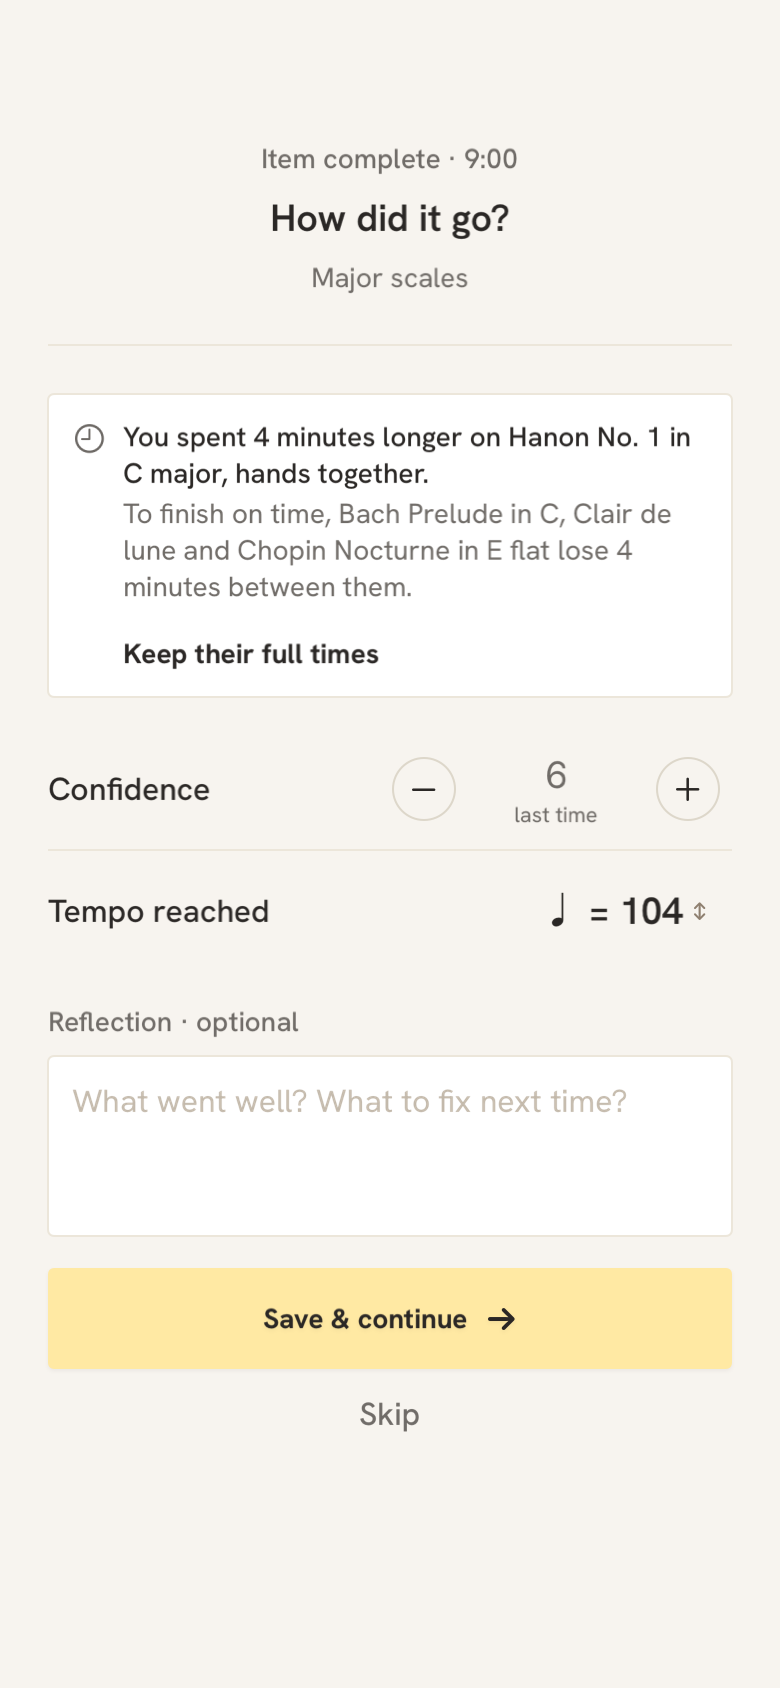 Item complete · 9:00
How did it go?
Major scales
You spent 4 minutes longer on Hanon No. 1 in
C major, hands together.
To finish on time, Bach Prelude in C, Clair de
lune and Chopin Nocturne in E flat lose 4
minutes between them.
Keep their full times
Confidence
6
last time
Tempo reached
♩ = 104
Reflection · optional
What went well? What to fix next time?
Save & continue →
Skip